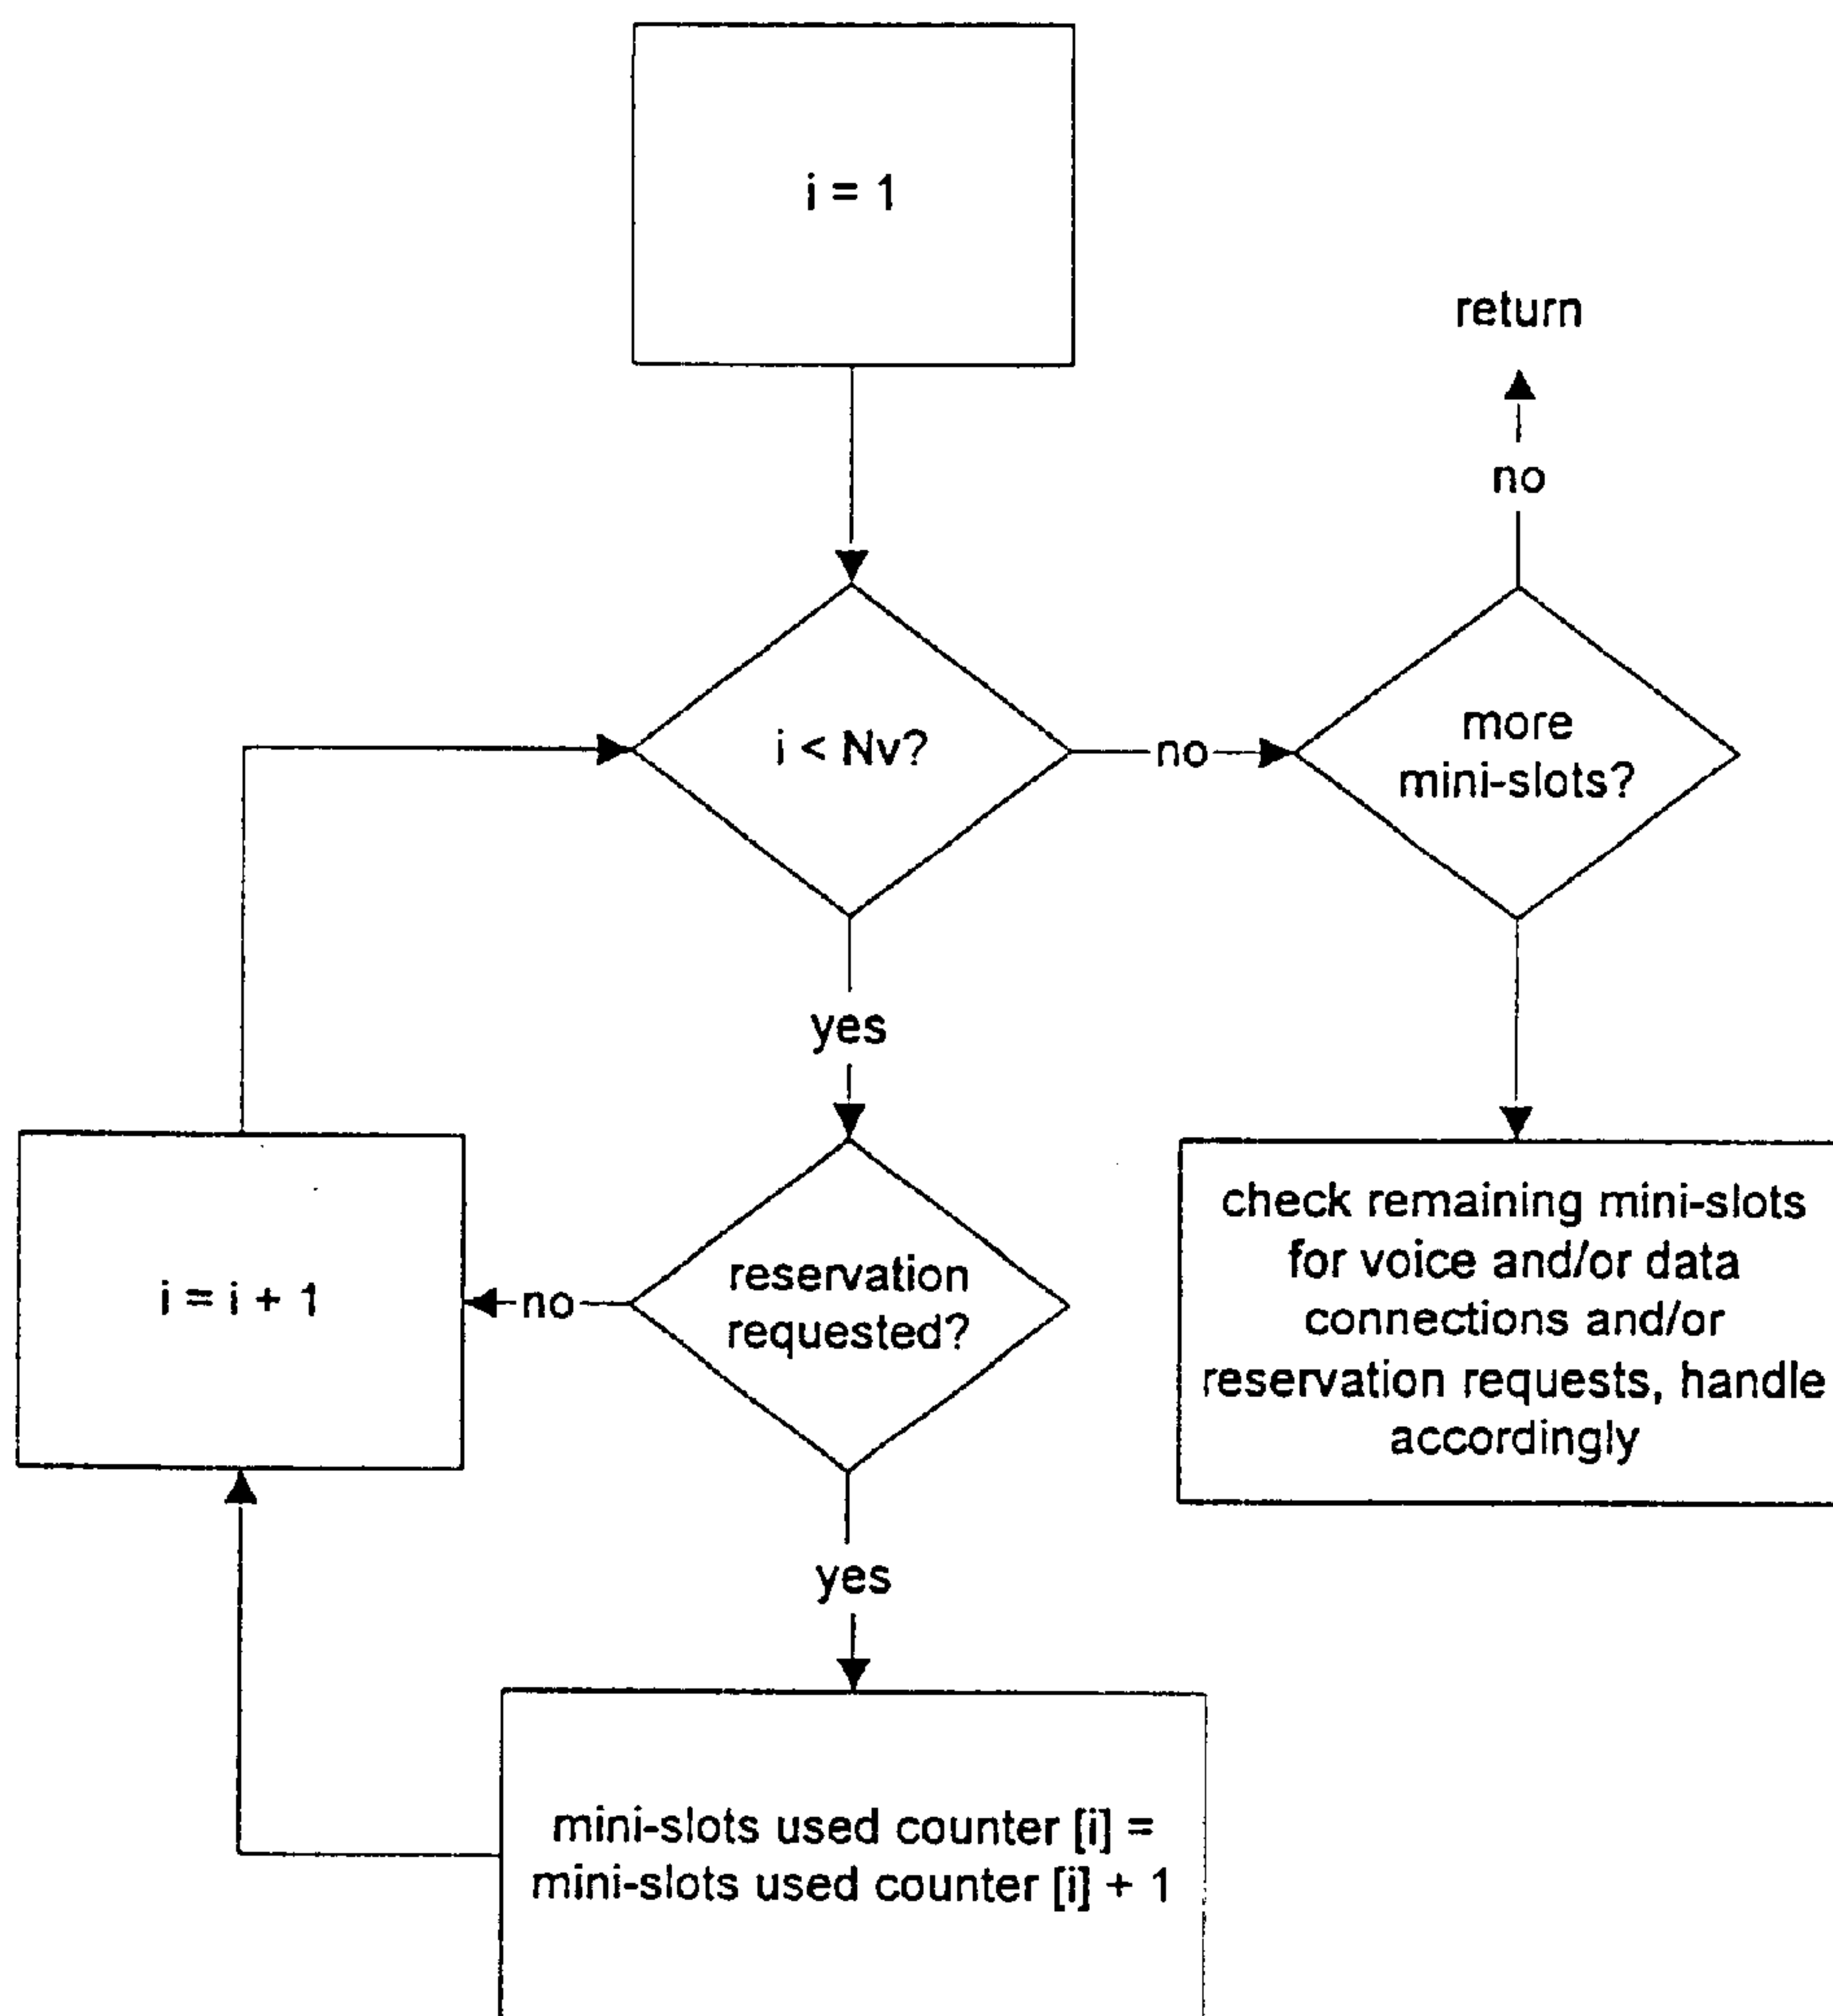 i = 1
return
no
i < Nv?
no
more
mini-slots?
yes
i = i + 1
no
reservation
requested?
check remaining mini-slots
for voice and/or data
connections and/or
reservation requests, handle
accordingly
yes
mini-slots used counter [i] =
mini-slots used counter [i] + 1